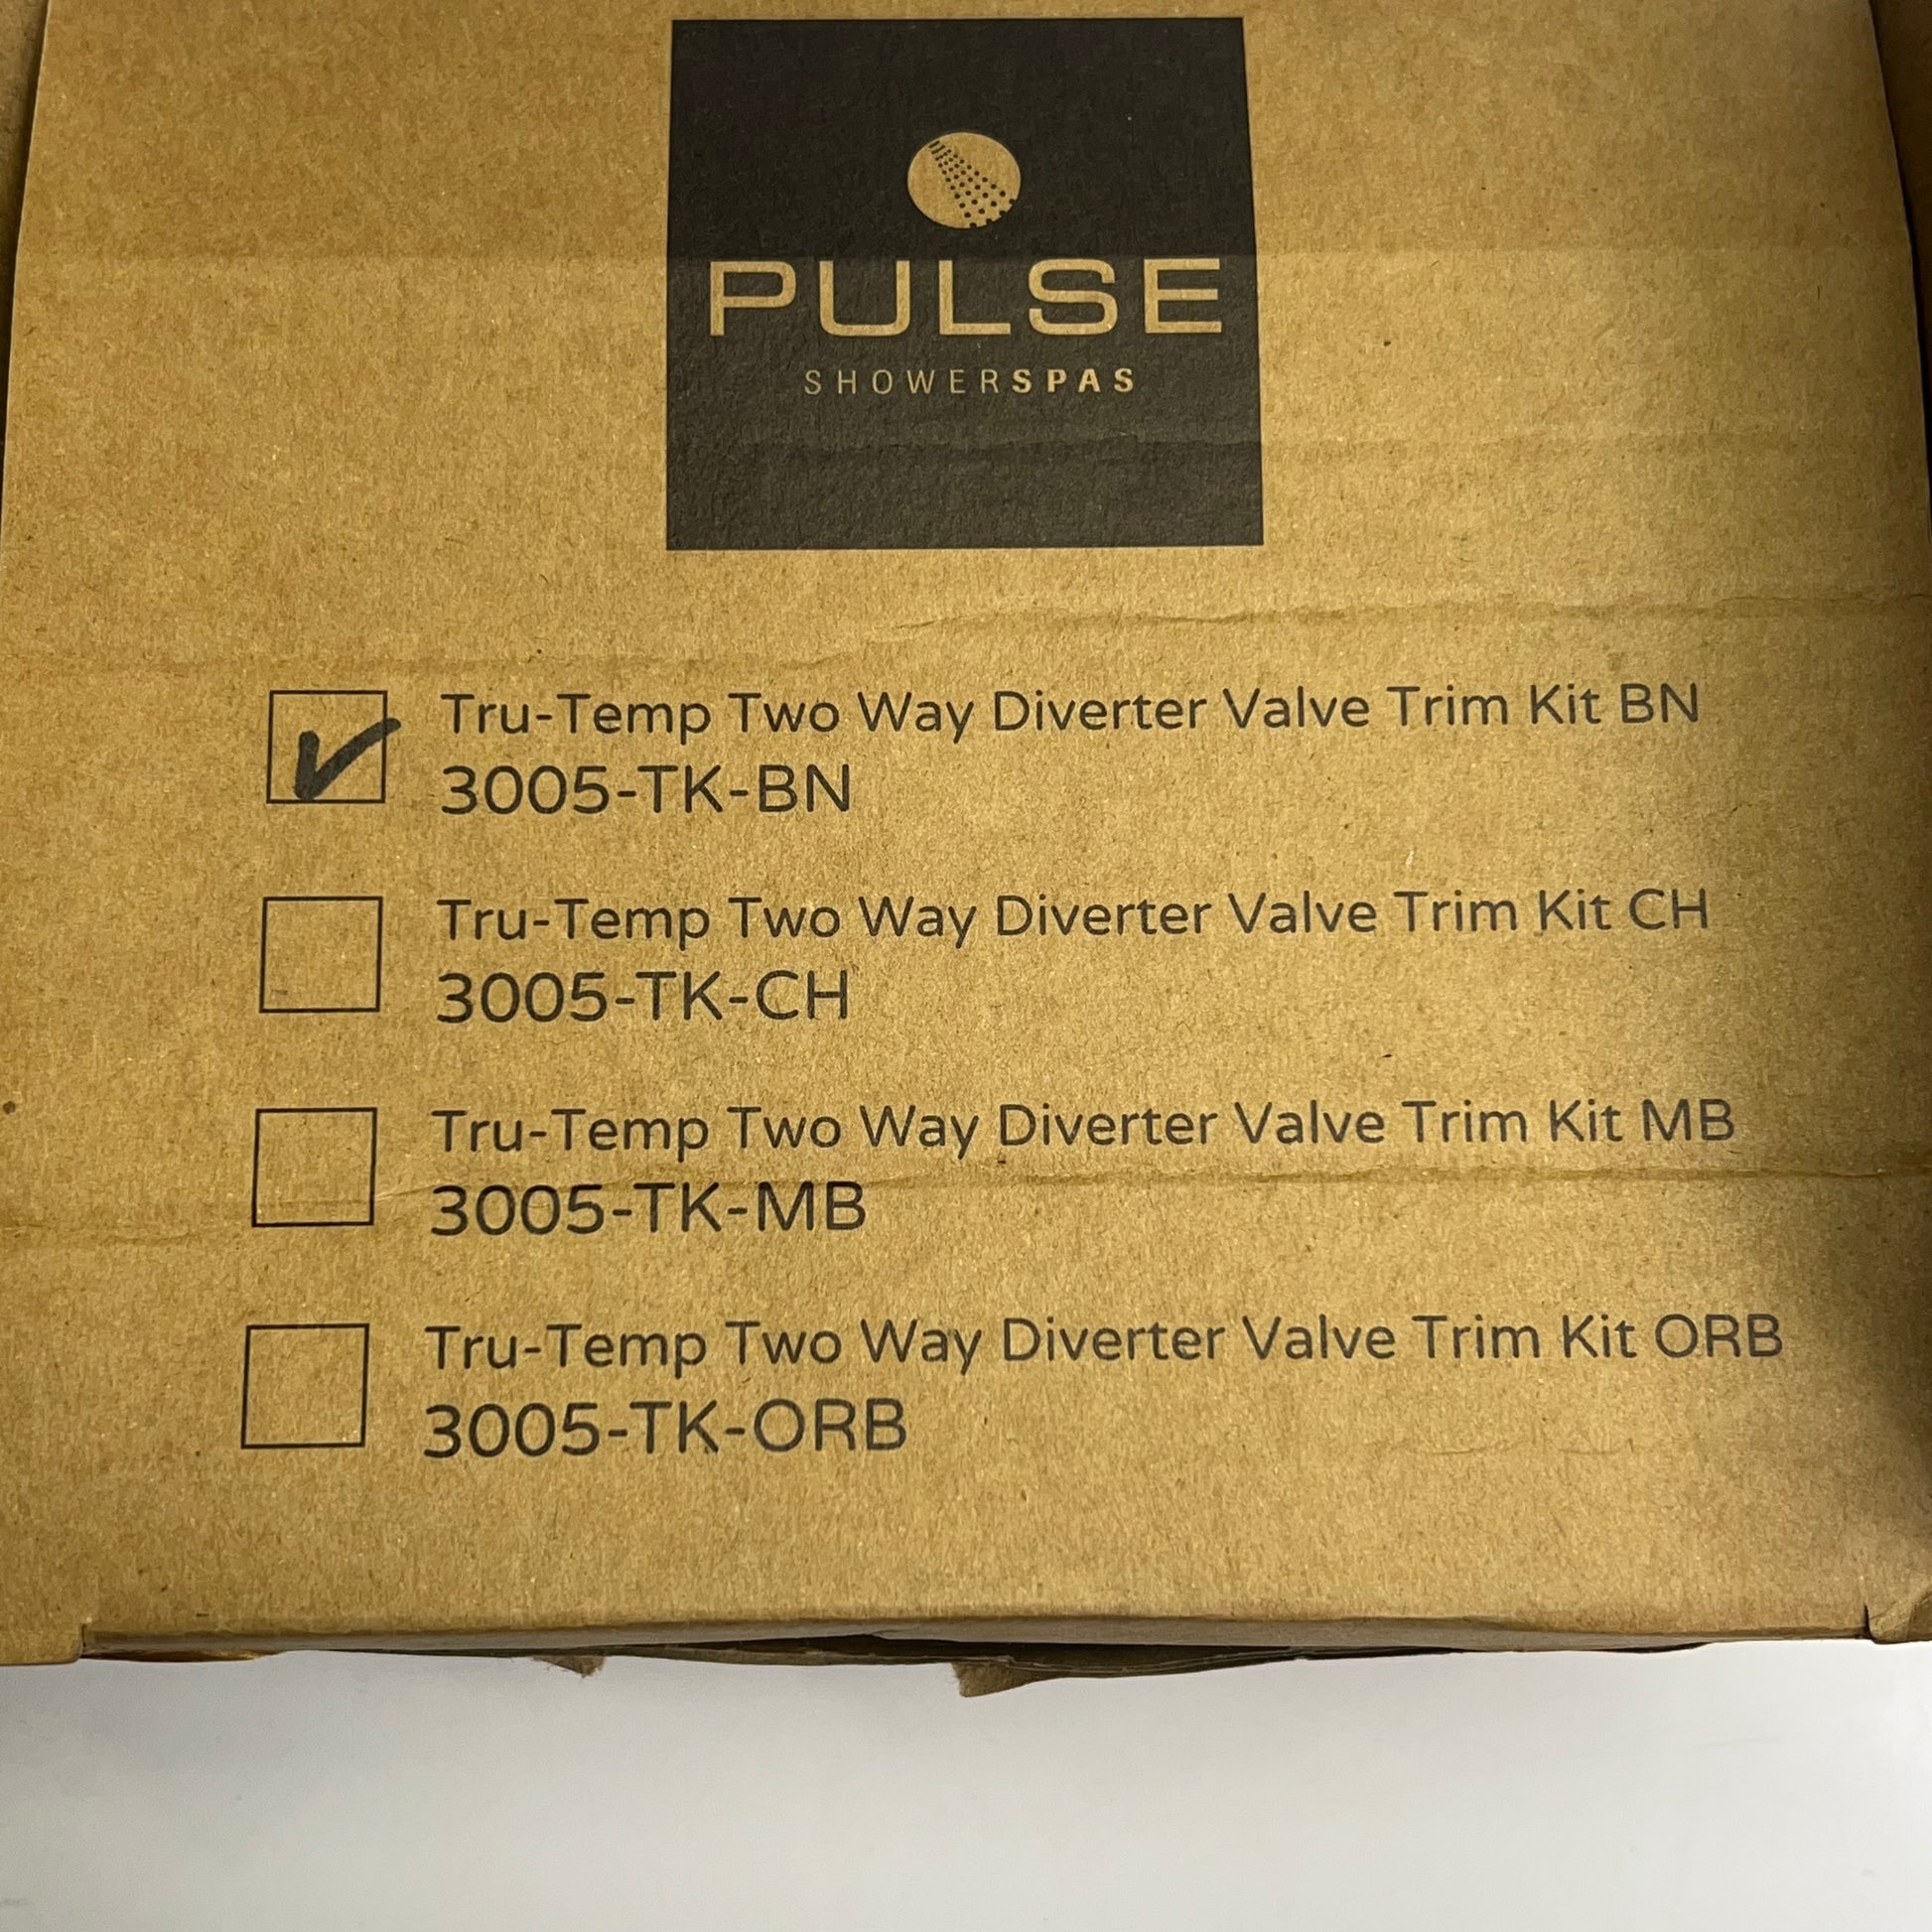 PULSE
SHOWERSPAS
Tru-Temp Two Way Diverter Valve Trim Kit BN
3005-TK-BN
Tru-Temp Two Way Diverter Valve Trim Kit CH
3005-TK-CH
Tru-Temp Two Way Diverter Valve Trim Kit MB
3005-TK-MB
Tru-Temp Two Way Diverter Valve Trim Kit ORB
3005-TK-ORB